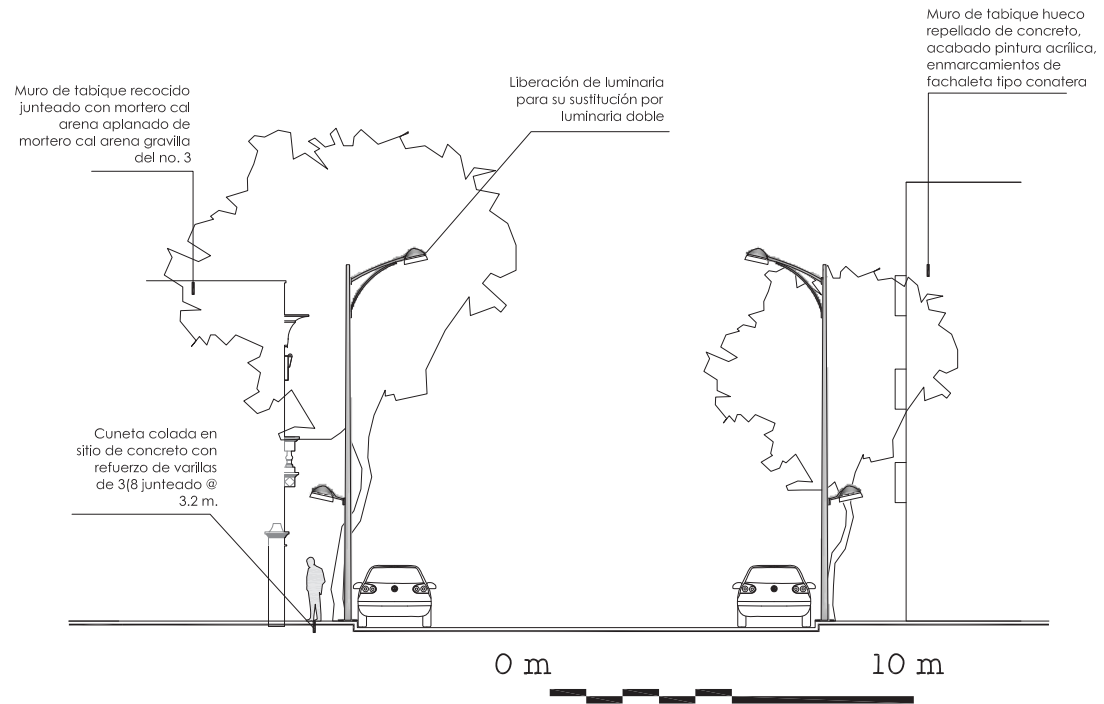 Muro de tabique hueco
repellado de concreto,
acabado pintura acrílica,
enmarcamientos de
fachaleta tipo conatera
Liberación de luminaria
para su sustitución por
luminaria doble
Muro de tabique recocido
junteado con mortero cal
arena aplanado de
mortero cal arena gravilla
del no. 3
Cuneta colada en
sitio de concreto con
refuerzo de varillas
de 3(8 junteado @
3.2 m.
0 m
10 m